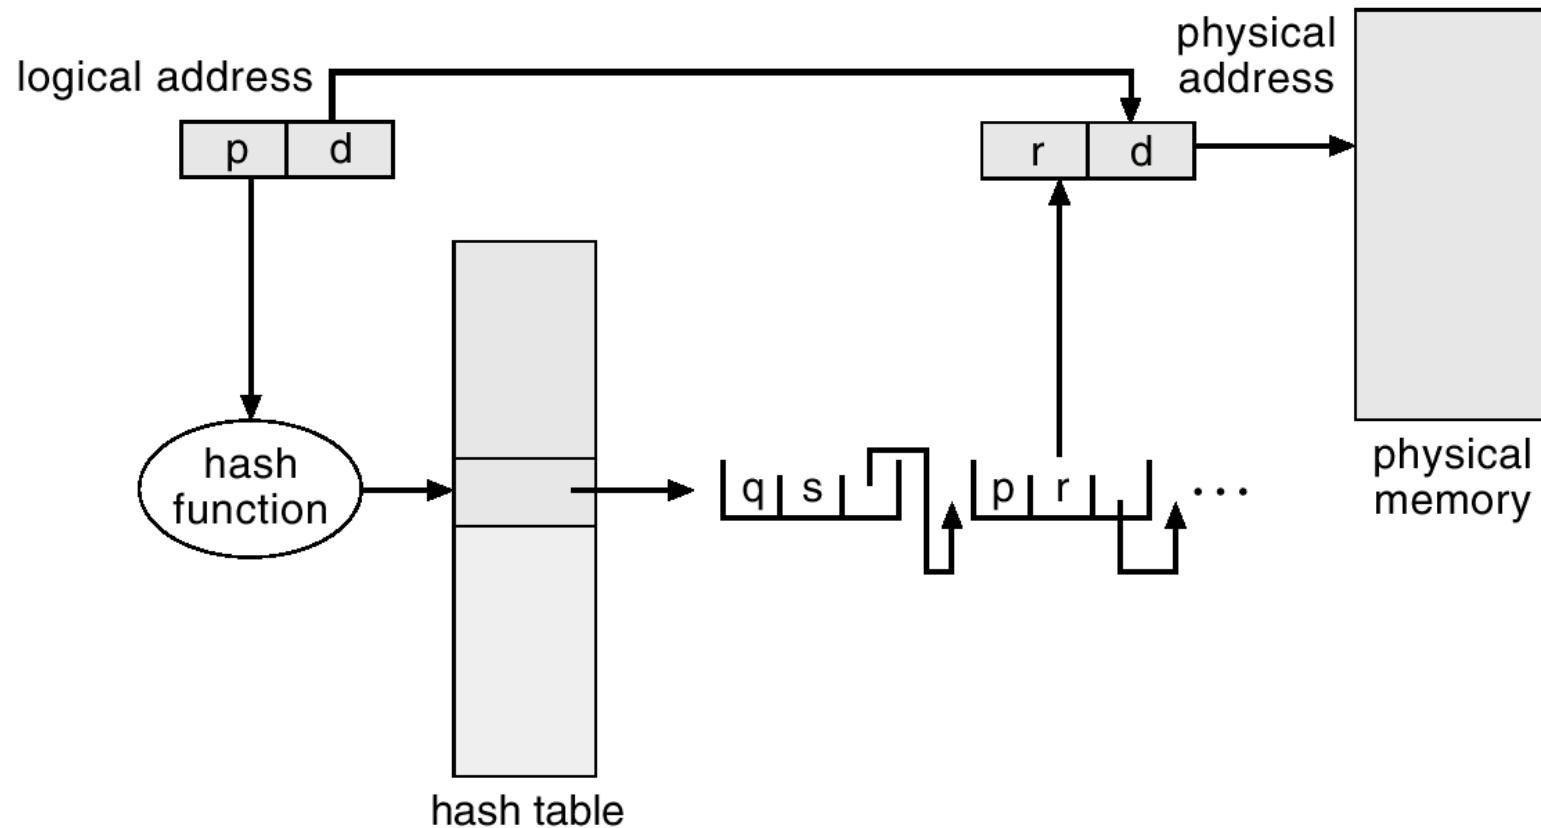 physical
address
logical address
p d
r d
hash
function
q s
p r
...
physical
memory
hash table